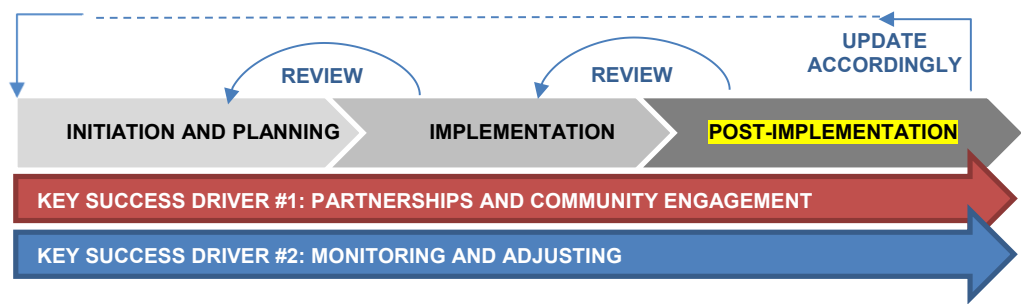 UPDATE
ACCORDINGLY
REVIEW
REVIEW
INITIATION AND PLANNING
IMPLEMENTATION
POST-IMPLEMENTATION
KEY SUCCESS DRIVER #1: PARTNERSHIPS AND COMMUNITY ENGAGEMENT
KEY SUCCESS DRIVER #2: MONITORING AND ADJUSTING